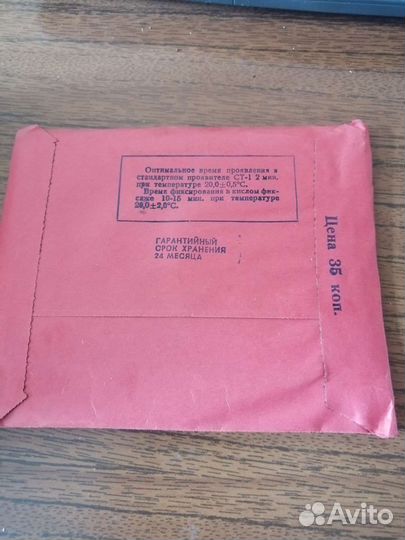 Оптимальное время проявления в
стандартном проявителе СТ-1 2 мин.
при температуре 20,0±0,5°С.
Время фиксирования в кислом фик-
саже 10-15 мин. при температуре
20,0±2,0°С.
ГАРАНТИЙНЫЙ
СРОК ХРАНЕНИЯ
24 МЕСЯЦА
Цена 35 коп.
Avito